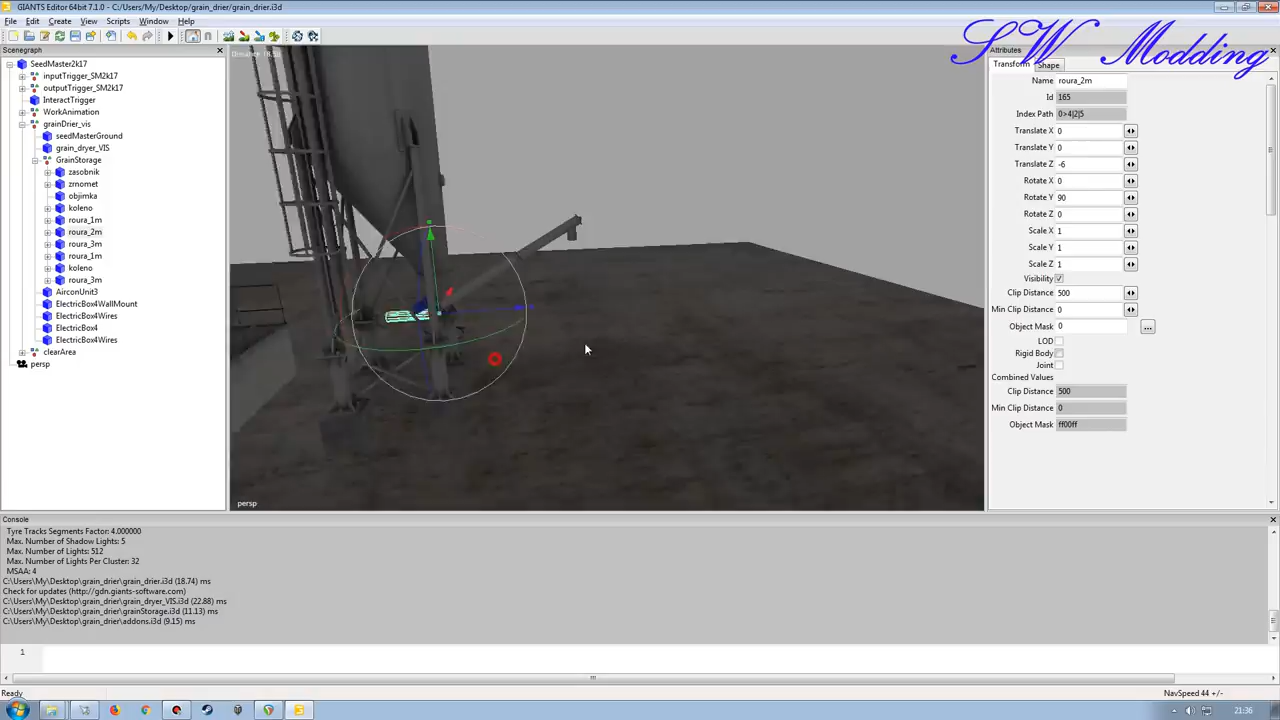 GIANTS Editor 64bit 7.1.0 - C:/Users/My/Desktop/grain_drier/grain_drier.i3d
File Edit Create View Scripts Window Help
SW Modding
Scenegraph
SeedMaster2k17
inputTrigger_SM2k17
outputTrigger_SM2k17
InteractTrigger
WorkAnimation
grainDrier_vis
seedMasterGround
grain_dryer_VIS
GrainStorage
zasobnik
zrnomet
objimka
koleno
roura_1m
roura_2m
roura_3m
roura_1m
koleno
roura_3m
AirconUnit3
ElectricBox4WallMount
ElectricBox4Wires
ElectricBox4
ElectricBox4Wires
clearArea
persp
persp
Attributes
Transform Shape
Name roura_2m
Id 165
Index Path 0>4|2|5
Translate X 0
Translate Y 0
Translate Z -6
Rotate X 0
Rotate Y 90
Rotate Z 0
Scale X 1
Scale Y 1
Scale Z 1
Visibility
Clip Distance 500
Min Clip Distance 0
Object Mask 0 ...
LOD
Rigid Body
Joint
Combined Values
Clip Distance 500
Min Clip Distance 0
Object Mask ff00ff
Console
Tyre Tracks Segments Factor: 4.000000
Max. Number of Shadow Lights: 5
Max. Number of Lights: 512
Max. Number of Lights Per Cluster: 32
MSAA: 4
C:\Users\My\Desktop\grain_drier\grain_drier.i3d (18.74) ms
Check for updates (http://gdn.giants-software.com)
C:\Users\My\Desktop\grain_drier\grain_dryer_VIS.i3d (22.88) ms
C:\Users\My\Desktop\grain_drier\grainStorage.i3d (11.13) ms
C:\Users\My\Desktop\grain_drier\addons.i3d (9.15) ms
1
Ready
NavSpeed 44 +/-
21:36